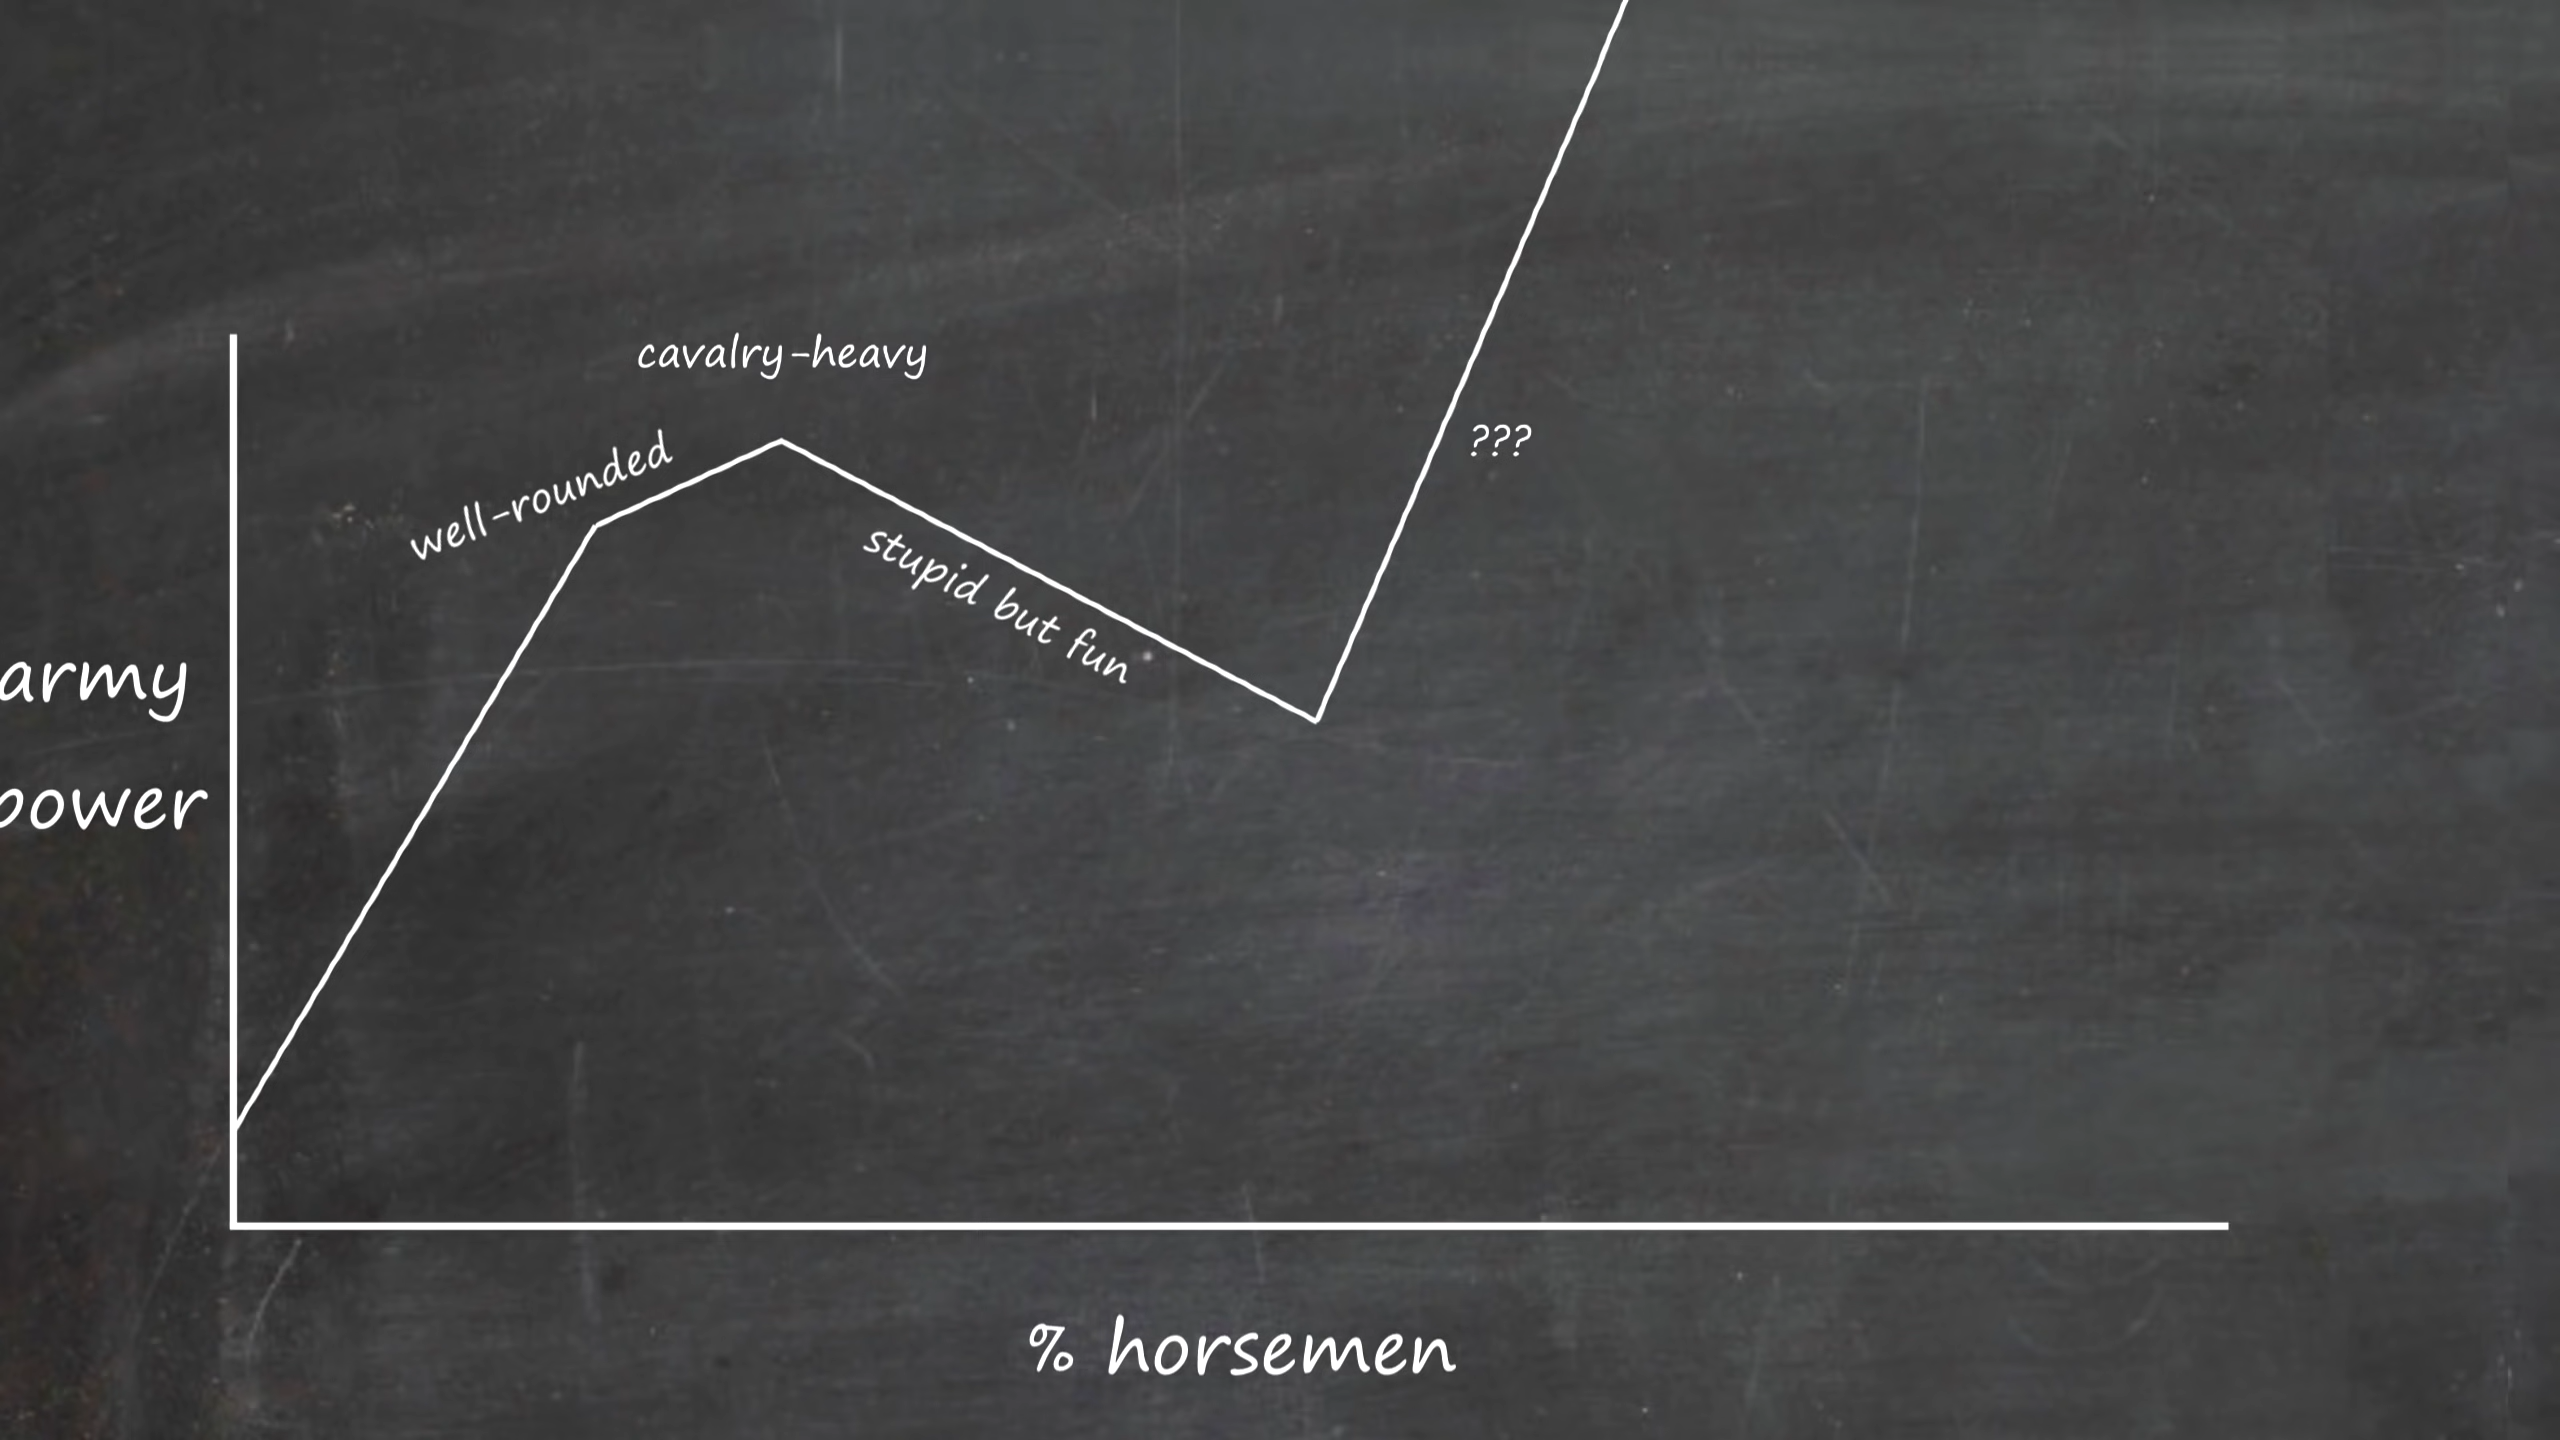 cavalry-heavy
well-rounded
???
stupid but fun
army
power
% horsemen